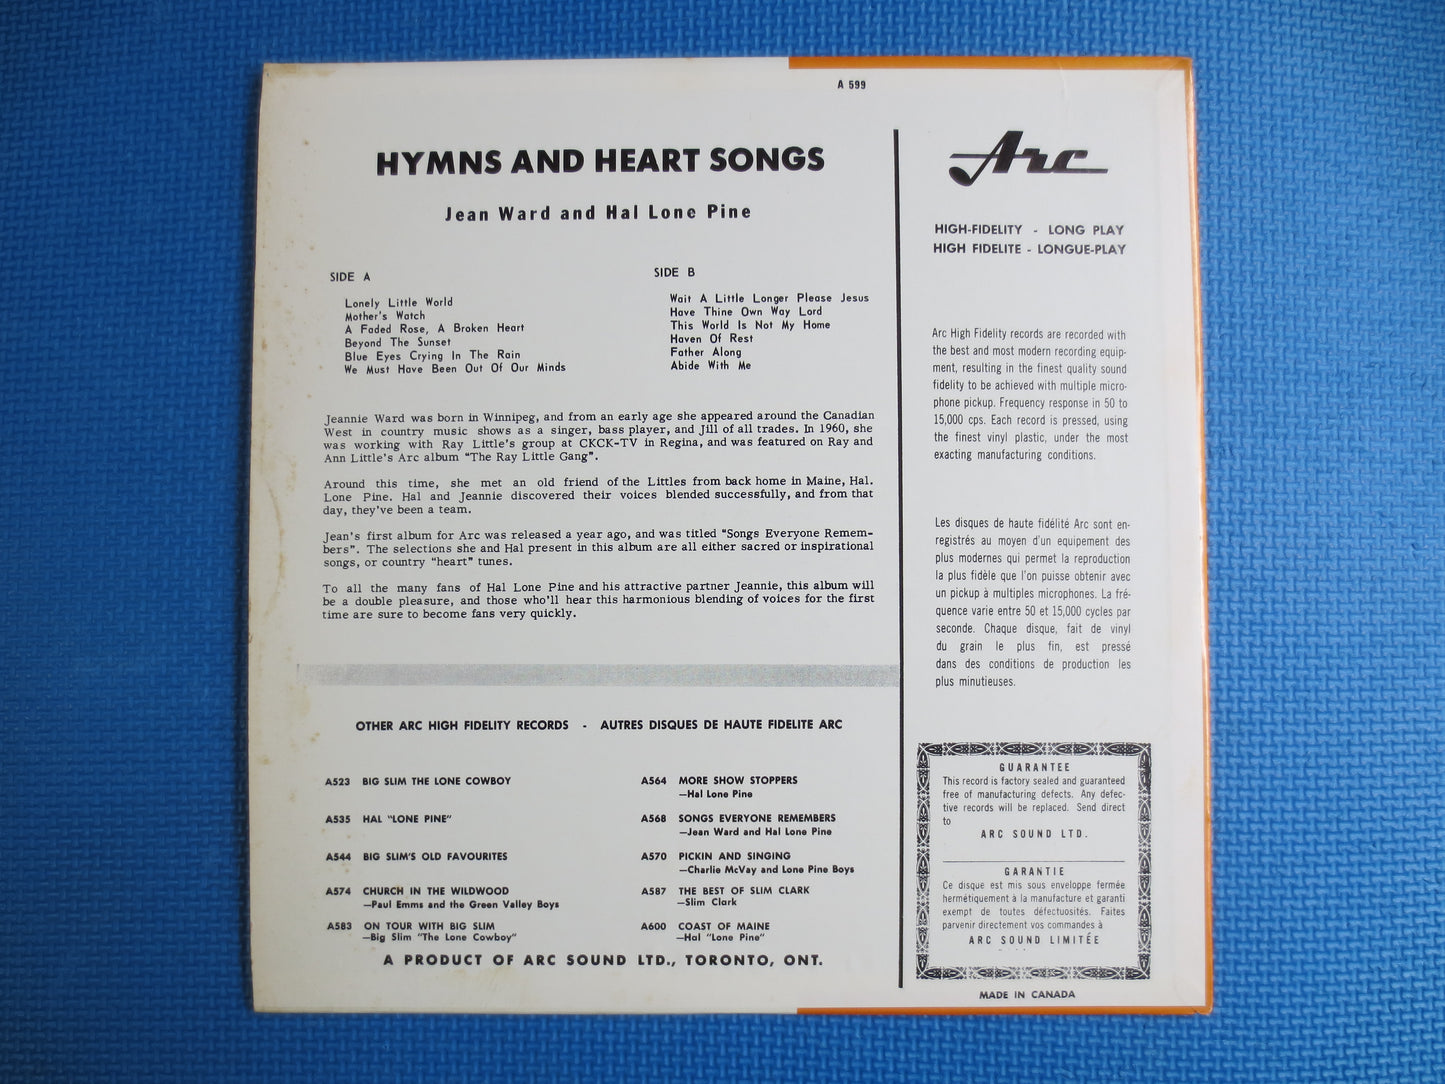 A 599
HYMNS AND HEART SONGS
Jean Ward and Hal Lone Pine
SIDE A
Lonely Little World
Mother's Watch
A Faded Rose, A Broken Heart
Beyond The Sunset
Blue Eyes Crying In The Rain
We Must Have Been Out Of Our Minds
SIDE B
Wait A Little Longer Please Jesus
Have Thine Own Way Lord
This World Is Not My Home
Haven Of Rest
Father Along
Abide With Me
Jeannie Ward was born in Winnipeg, and from an early age she appeared around the Canadian
West in country music shows as a singer, bass player, and Jill of all trades. In 1960, she
was working with Ray Little's group at CKCK-TV in Regina, and was featured on Ray and
Ann Little's Arc album "The Ray Little Gang".
Around this time, she met an old friend of the Littles from back home in Maine, Hal.
Lone Pine. Hal and Jeannie discovered their voices blended successfully, and from that
day, they've been a team.
Jean's first album for Arc was released a year ago, and was titled "Songs Everyone Remem-
bers". The selections she and Hal present in this album are all either sacred or inspirational
songs, or country "heart" tunes.
To all the many fans of Hal Lone Pine and his attractive partner Jeannie, this album will
be a double pleasure, and those who'll hear this harmonious blending of voices for the first
time are sure to become fans very quickly.
OTHER ARC HIGH FIDELITY RECORDS - AUTRES DISQUES DE HAUTE FIDELITE ARC
A523 BIG SLIM THE LONE COWBOY
A535 HAL "LONE PINE"
A544 BIG SLIM'S OLD FAVOURITES
A574 CHURCH IN THE WILDWOOD
—Paul Emms and the Green Valley Boys
A583 ON TOUR WITH BIG SLIM
—Big Slim "The Lone Cowboy"
A564 MORE SHOW STOPPERS
—Hal Lone Pine
A568 SONGS EVERYONE REMEMBERS
—Jean Ward and Hal Lone Pine
A570 PICKIN AND SINGING
—Charlie McVay and Lone Pine Boys
A587 THE BEST OF SLIM CLARK
—Slim Clark
A600 COAST OF MAINE
—Hal "Lone Pine"
A PRODUCT OF ARC SOUND LTD., TORONTO, ONT.
Arc
HIGH-FIDELITY - LONG PLAY
HIGH FIDELITE - LONGUE-PLAY
Arc High Fidelity records are recorded with
the best and most modern recording equip-
ment, resulting in the finest quality sound
fidelity to be achieved with multiple micro-
phone pickup. Frequency response in 50 to
15,000 cps. Each record is pressed, using
the finest vinyl plastic, under the most
exacting manufacturing conditions.
Les disques de haute fidélité Arc sont en-
registrés au moyen d'un equipement des
plus modernes qui permet la reproduction
la plus fidèle que l'on puisse obtenir avec
un pickup à multiples microphones. La fré-
quence varie entre 50 et 15,000 cycles par
seconde. Chaque disque, fait de vinyl
du grain le plus fin, est pressé
dans des conditions de production les
plus minutieuses.
GUARANTEE
This record is factory sealed and guaranteed
free of manufacturing defects. Any defec-
tive records will be replaced. Send direct
to
ARC SOUND LTD.
GARANTIE
Ce disque est mis sous enveloppe fermée
hermétiquement à la manufacture et garanti
exempt de toutes défectuosités. Faites
parvenir directement vos commandes à
ARC SOUND LIMITÉE
MADE IN CANADA